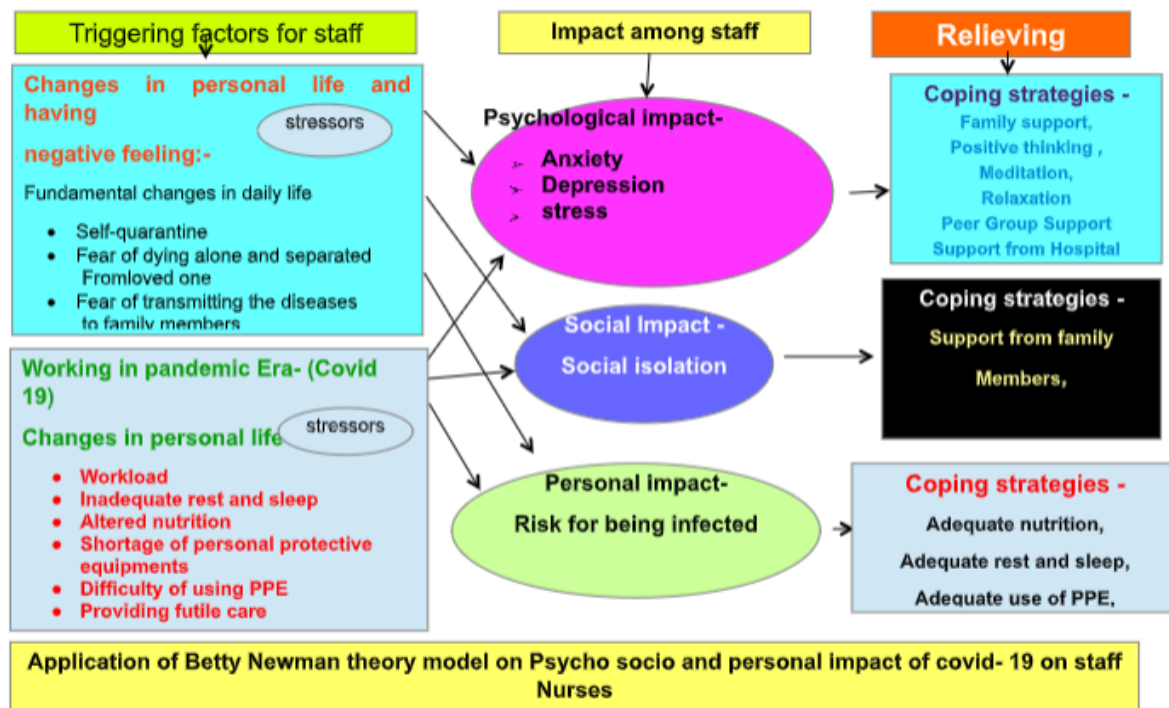 Triggering factors for staff
Changes in personal life and
having
stressors
negative feeling:-
Fundamental changes in daily life
Self-quarantine
Fear of dying alone and separated
Fromloved one
Fear of transmitting the diseases
to family members
Working in pandemic Era- (Covid
19)
stressors
Changes in personal life
Workload
Inadequate rest and sleep
Altered nutrition
Shortage of personal protective
equipments
Difficulty of using PPE
Providing futile care
Impact among staff
Psychological impact-
Anxiety
Depression
stress
Social Impact -
Social isolation
Personal impact-
Risk for being infected
Relieving
Coping strategies -
Family support,
Positive thinking ,
Meditation,
Relaxation
Peer Group Support
Support from Hospital
Coping strategies -
Support from family
Members,
Coping strategies -
Adequate nutrition,
Adequate rest and sleep,
Adequate use of PPE,
Application of Betty Newman theory model on Psycho socio and personal impact of covid- 19 on staff
Nurses